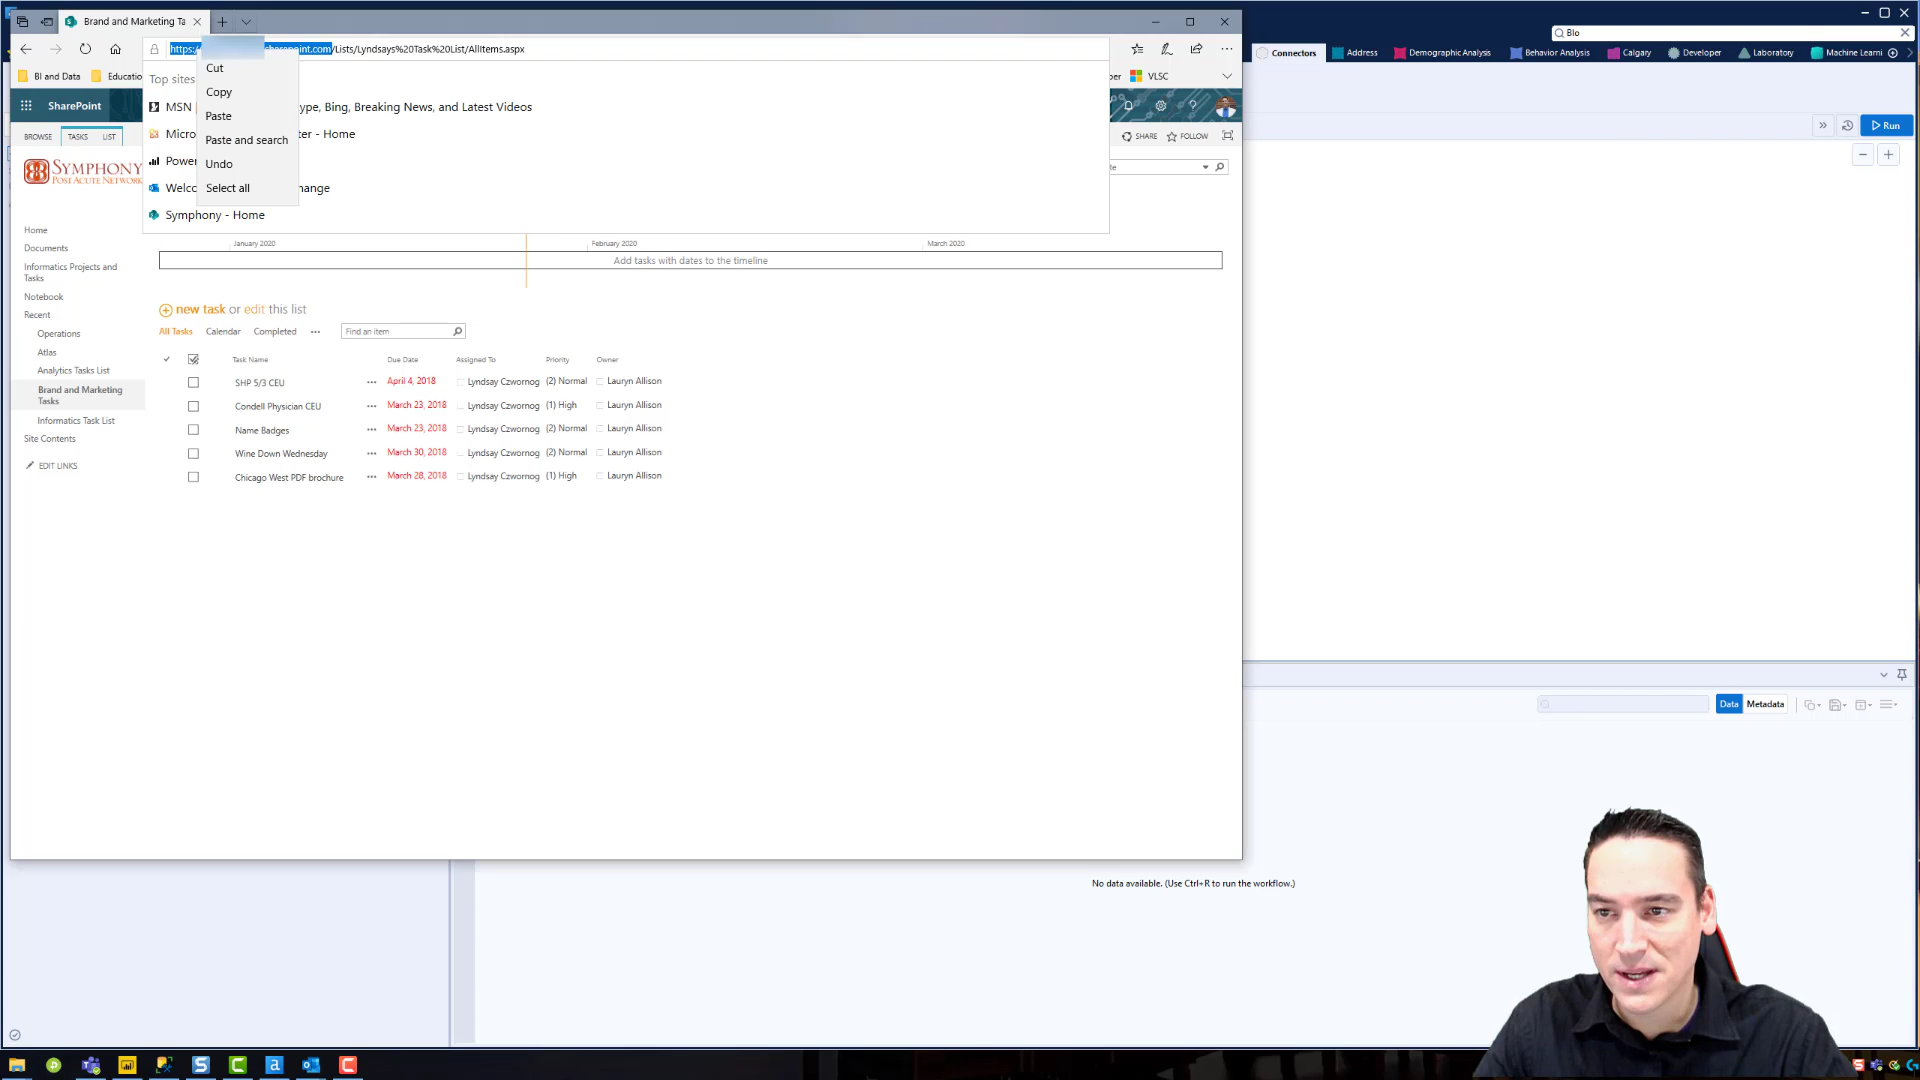 Brand and Marketing Ta
Blo
https:/
sharepoint.com/Lists/Lyndsays%20Task%20List/AllItems.aspx
Cut
Copy
Paste
Paste and search
Undo
Select all
Top sites
MSN
ype, Bing, Breaking News, and Latest Videos
Micro
ter - Home
Power
Welco
hange
Symphony - Home
BI and Data
Educatio
VLSC
Connectors
Address
Demographic Analysis
Behavior Analysis
Calgary
Developer
Laboratory
Machine Learni
SharePoint
Run
BROWSE
TASKS
LIST
SHARE
FOLLOW
SYMPHONY
POST ACUTE NETWORK
Home
Documents
Informatics Projects and
Tasks
Notebook
Recent
Operations
Atlas
Analytics Tasks List
Brand and Marketing
Tasks
Informatics Task List
Site Contents
EDIT LINKS
January 2020
February 2020
March 2020
Add tasks with dates to the timeline
new task or edit this list
All Tasks
Calendar
Completed
Find an item
Task Name
Due Date
Assigned To
Priority
Owner
SHP 5/3 CEU
April 4, 2018
Lyndsay Czwornog
(2) Normal
Lauryn Allison
Condell Physician CEU
March 23, 2018
Lyndsay Czwornog
(1) High
Lauryn Allison
Name Badges
March 23, 2018
Lyndsay Czwornog
(2) Normal
Lauryn Allison
Wine Down Wednesday
March 30, 2018
Lyndsay Czwornog
(2) Normal
Lauryn Allison
Chicago West PDF brochure
March 28, 2018
Lyndsay Czwornog
(1) High
Lauryn Allison
Data
Metadata
No data available. (Use Ctrl+R to run the workflow.)